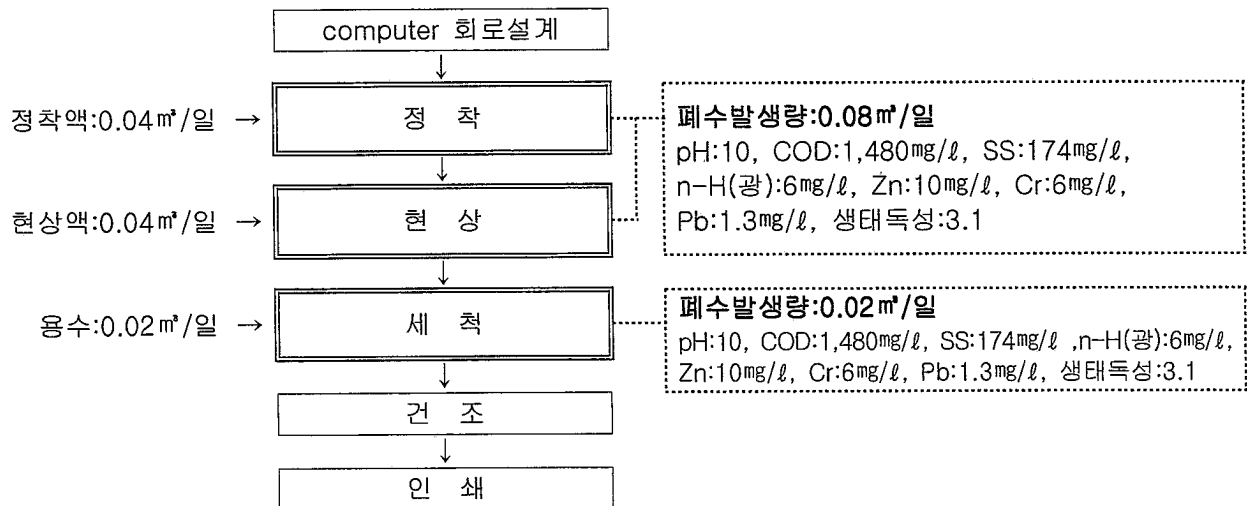 computer 회로설계
↓
정착액:0.04㎥/일 → 정 착
폐수발생량:0.08㎥/일
pH:10, COD:1,480㎎/ℓ, SS:174㎎/ℓ,
n-H(광):6㎎/ℓ, Zn:10㎎/ℓ, Cr:6㎎/ℓ,
Pb:1.3㎎/ℓ, 생태독성:3.1
↓
현상액:0.04㎥/일 → 현 상
↓
용수:0.02㎥/일 → 세 척
폐수발생량:0.02㎥/일
pH:10, COD:1,480㎎/ℓ, SS:174㎎/ℓ ,n-H(광):6㎎/ℓ,
Zn:10㎎/ℓ, Cr:6㎎/ℓ, Pb:1.3㎎/ℓ, 생태독성:3.1
↓
건 조
↓
인 쇄